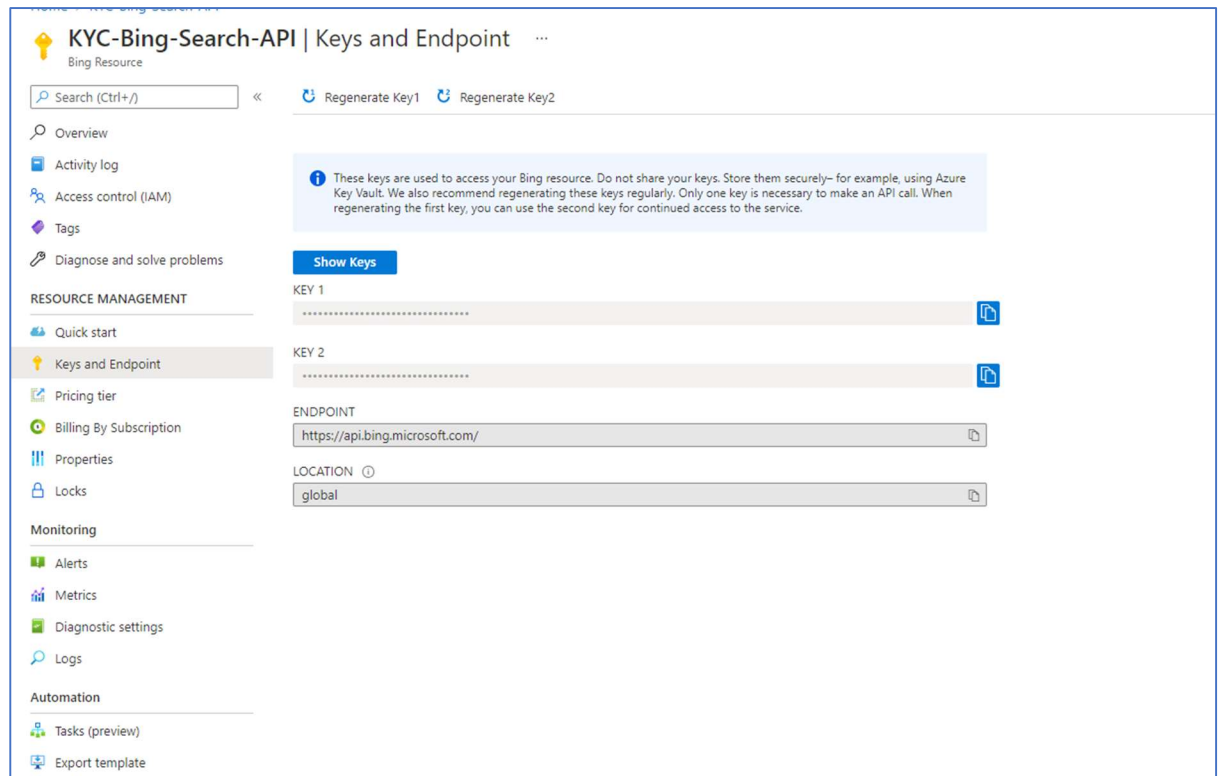 Home > KYC-Bing-Search-API
KYC-Bing-Search-API | Keys and Endpoint ...
Bing Resource
Search (Ctrl+/) «
Overview
Activity log
Access control (IAM)
Tags
Diagnose and solve problems
RESOURCE MANAGEMENT
Quick start
Keys and Endpoint
Pricing tier
Billing By Subscription
Properties
Locks
Monitoring
Alerts
Metrics
Diagnostic settings
Logs
Automation
Tasks (preview)
Export template
Regenerate Key1 Regenerate Key2
These keys are used to access your Bing resource. Do not share your keys. Store them securely– for example, using Azure
Key Vault. We also recommend regenerating these keys regularly. Only one key is necessary to make an API call. When
regenerating the first key, you can use the second key for continued access to the service.
Show Keys
KEY 1
••••••••••••••••••••••••••••••••
KEY 2
••••••••••••••••••••••••••••••••
ENDPOINT
https://api.bing.microsoft.com/
LOCATION
global